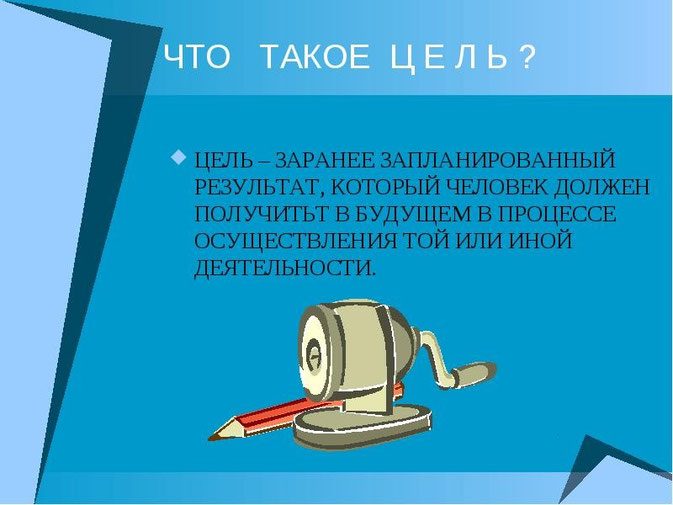 ЧТО ТАКОЕ Ц Е Л Ь ?
ЦЕЛЬ – ЗАРАНЕЕ ЗАПЛАНИРОВАННЫЙ
РЕЗУЛЬТАТ, КОТОРЫЙ ЧЕЛОВЕК ДОЛЖЕН
ПОЛУЧИТЬТ В БУДУЩЕМ В ПРОЦЕССЕ
ОСУЩЕСТВЛЕНИЯ ТОЙ ИЛИ ИНОЙ
ДЕЯТЕЛЬНОСТИ.